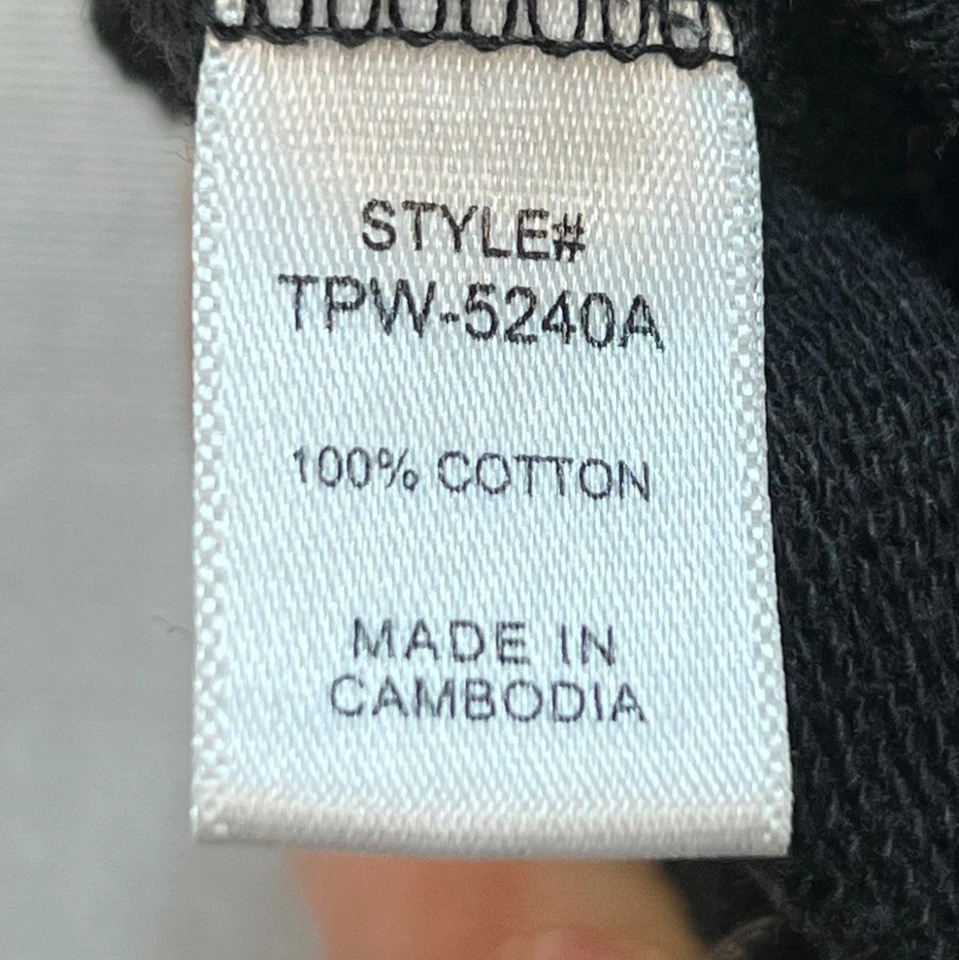 STYLE#
TPW-5240A
100% COTTON
MADE IN
CAMBODIA